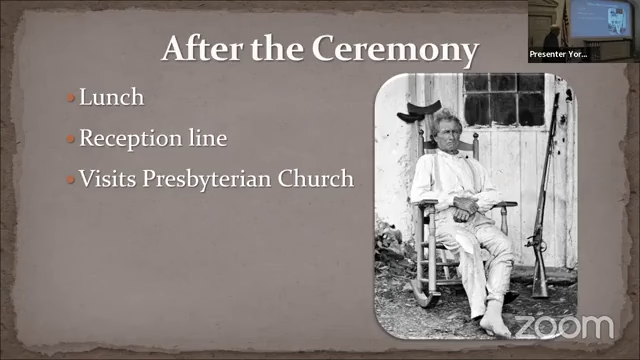 After the Ceremony
Presenter Yor...
Lunch
Reception line
Visits Presbyterian Church
zoom